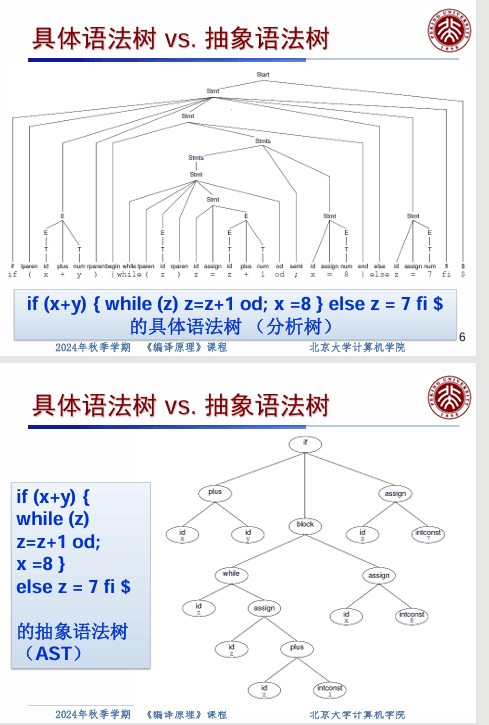 具体语法树 vs. 抽象语法树
Start
Stmt
Stmt
Stmts
Stmts
Stmt
Stmt
E E Stmt Stmt
E E E E E
T T T T T
if lparen id plus num rparen begin while lparen id rparen id assign id plus num od semi id assign num end else id assign num fi $
if ( x + y ) { while ( z ) z = z + 1 od ; x = 8 } else z = 7 fi $
if (x+y) { while (z) z=z+1 od; x =8 } else z = 7 fi $
的具体语法树 （分析树）
6
2024年秋季学期 《编译原理》课程 北京大学计算机学院
具体语法树 vs. 抽象语法树
if
plus
assign
id
x
id
y
block
id
z
intconst
7
if (x+y) {
while (z)
z=z+1 od;
x =8 }
else z = 7 fi $
的抽象语法树
（AST）
while
assign
id
z
assign
id
x
intconst
8
id
z
plus
id
z
intconst
1
2024年秋季学期 《编译原理》课程 北京大学计算机学院